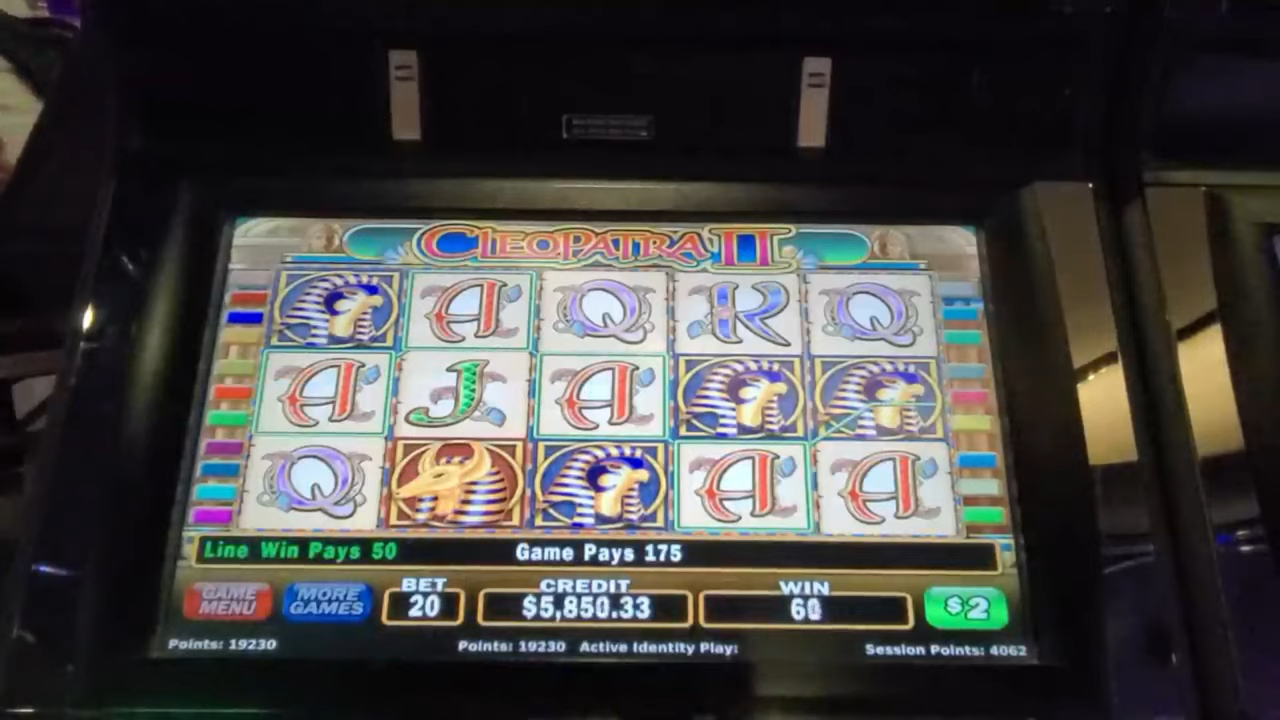 CLEOPATRA II
A Q K Q
A J A
Q A A
Line Win Pays 50 Game Pays 175
GAME MENU MORE GAMES BET 20 CREDIT $5,850.33 WIN $2
Points: 19230 Points: 19230 Active Identity Play: Session Points: 4062